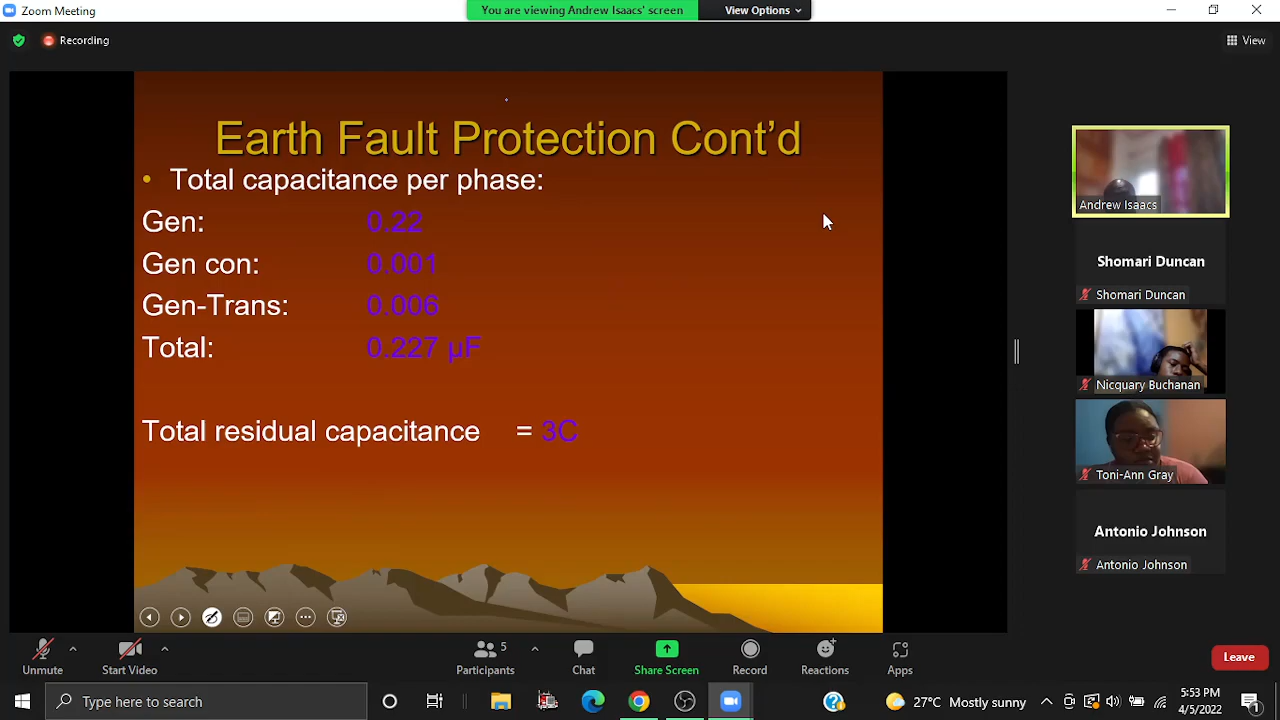 Zoom Meeting
You are viewing Andrew Isaacs' screen
View Options
Recording
View
Earth Fault Protection Cont'd
• Total capacitance per phase:
Gen: 0.22
Gen con: 0.001
Gen-Trans: 0.006
Total: 0.227 µF
Total residual capacitance = 3C
Andrew Isaacs
Shomari Duncan
Shomari Duncan
Nicquary Buchanan
Toni-Ann Gray
Antonio Johnson
Antonio Johnson
Unmute
Start Video
5
Participants
Chat
Share Screen
Record
Reactions
Apps
Leave
Type here to search
27°C Mostly sunny
5:53 PM
4/5/2022
1